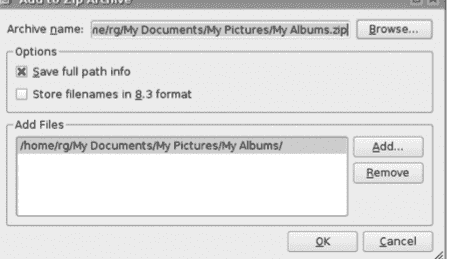 Add to Zip Archive
Archive name: ne/rg/My Documents/My Pictures/My Albums.zip Browse...
Options
Save full path info
Store filenames in 8.3 format
Add Files
/home/rg/My Documents/My Pictures/My Albums/ Add...
Remove
OK Cancel